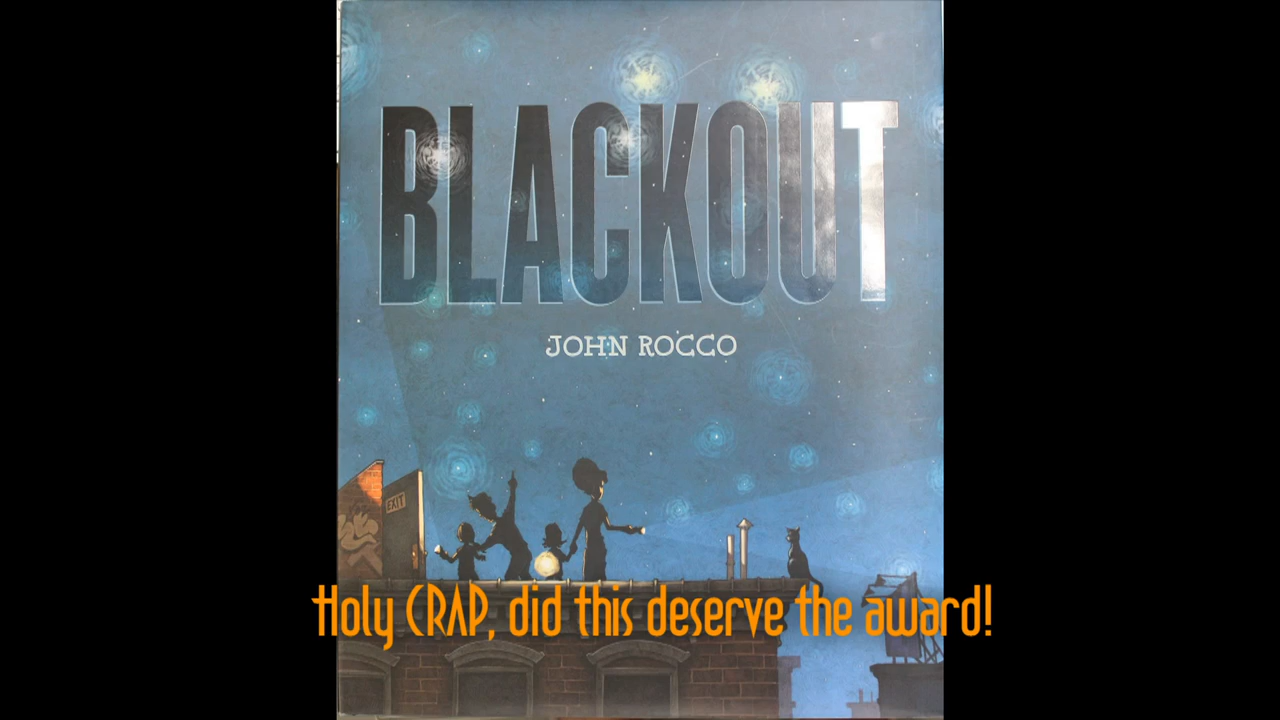 BLACKOUT
JOHN ROCCO
EXIT
Holy CRAP, did this deserve the award!